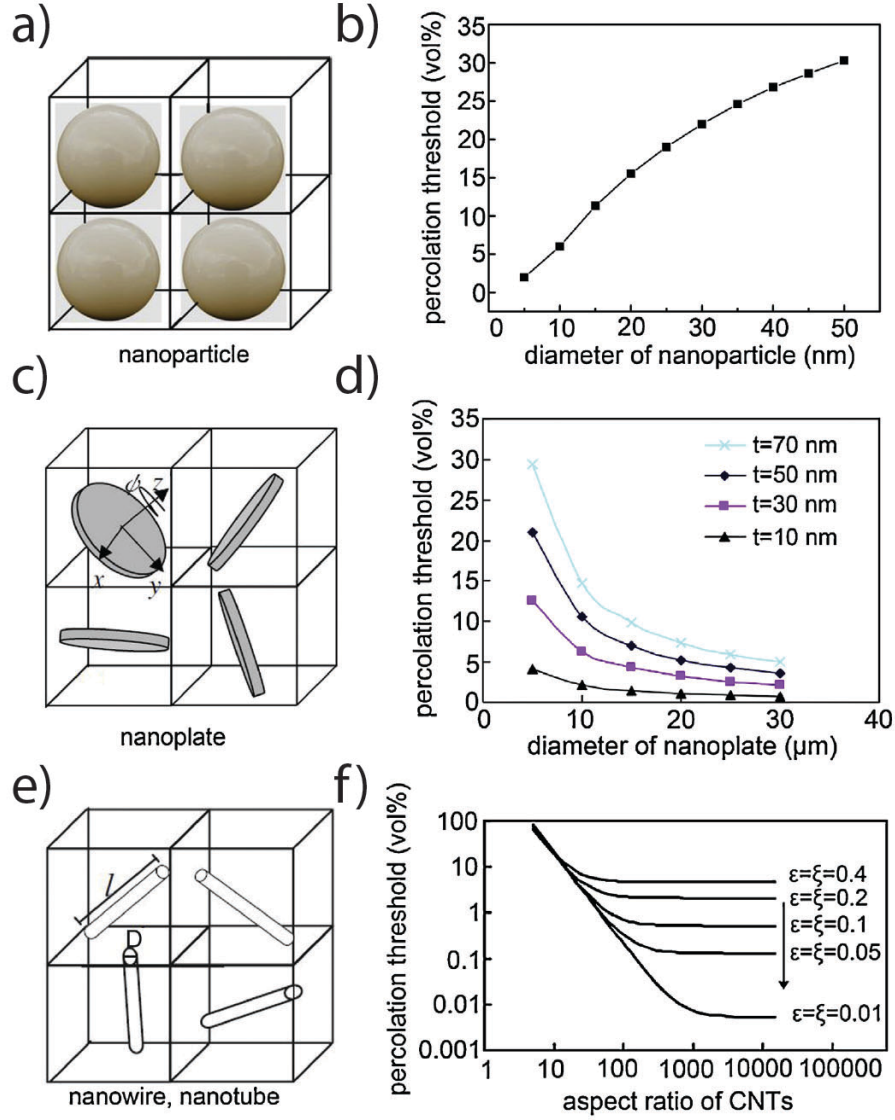 a)
nanoparticle
b)
percolation threshold (vol%)
35
30
25
20
15
10
5
0
0 10 20 30 40 50
diameter of nanoparticle (nm)
c)
ϕ z
x y
nanoplate
d)
percolation threshold (vol%)
35
30
25
20
15
10
5
0
t=70 nm
t=50 nm
t=30 nm
t=10 nm
0 10 20 30 40
diameter of nanoplate (µm)
e)
l
D
nanowire, nanotube
f)
percolation threshold (vol%)
100
10
1
0.1
0.01
0.001
ε=ξ=0.4
ε=ξ=0.2
ε=ξ=0.1
ε=ξ=0.05
ε=ξ=0.01
1 10 100 1000 10000 100000
aspect ratio of CNTs